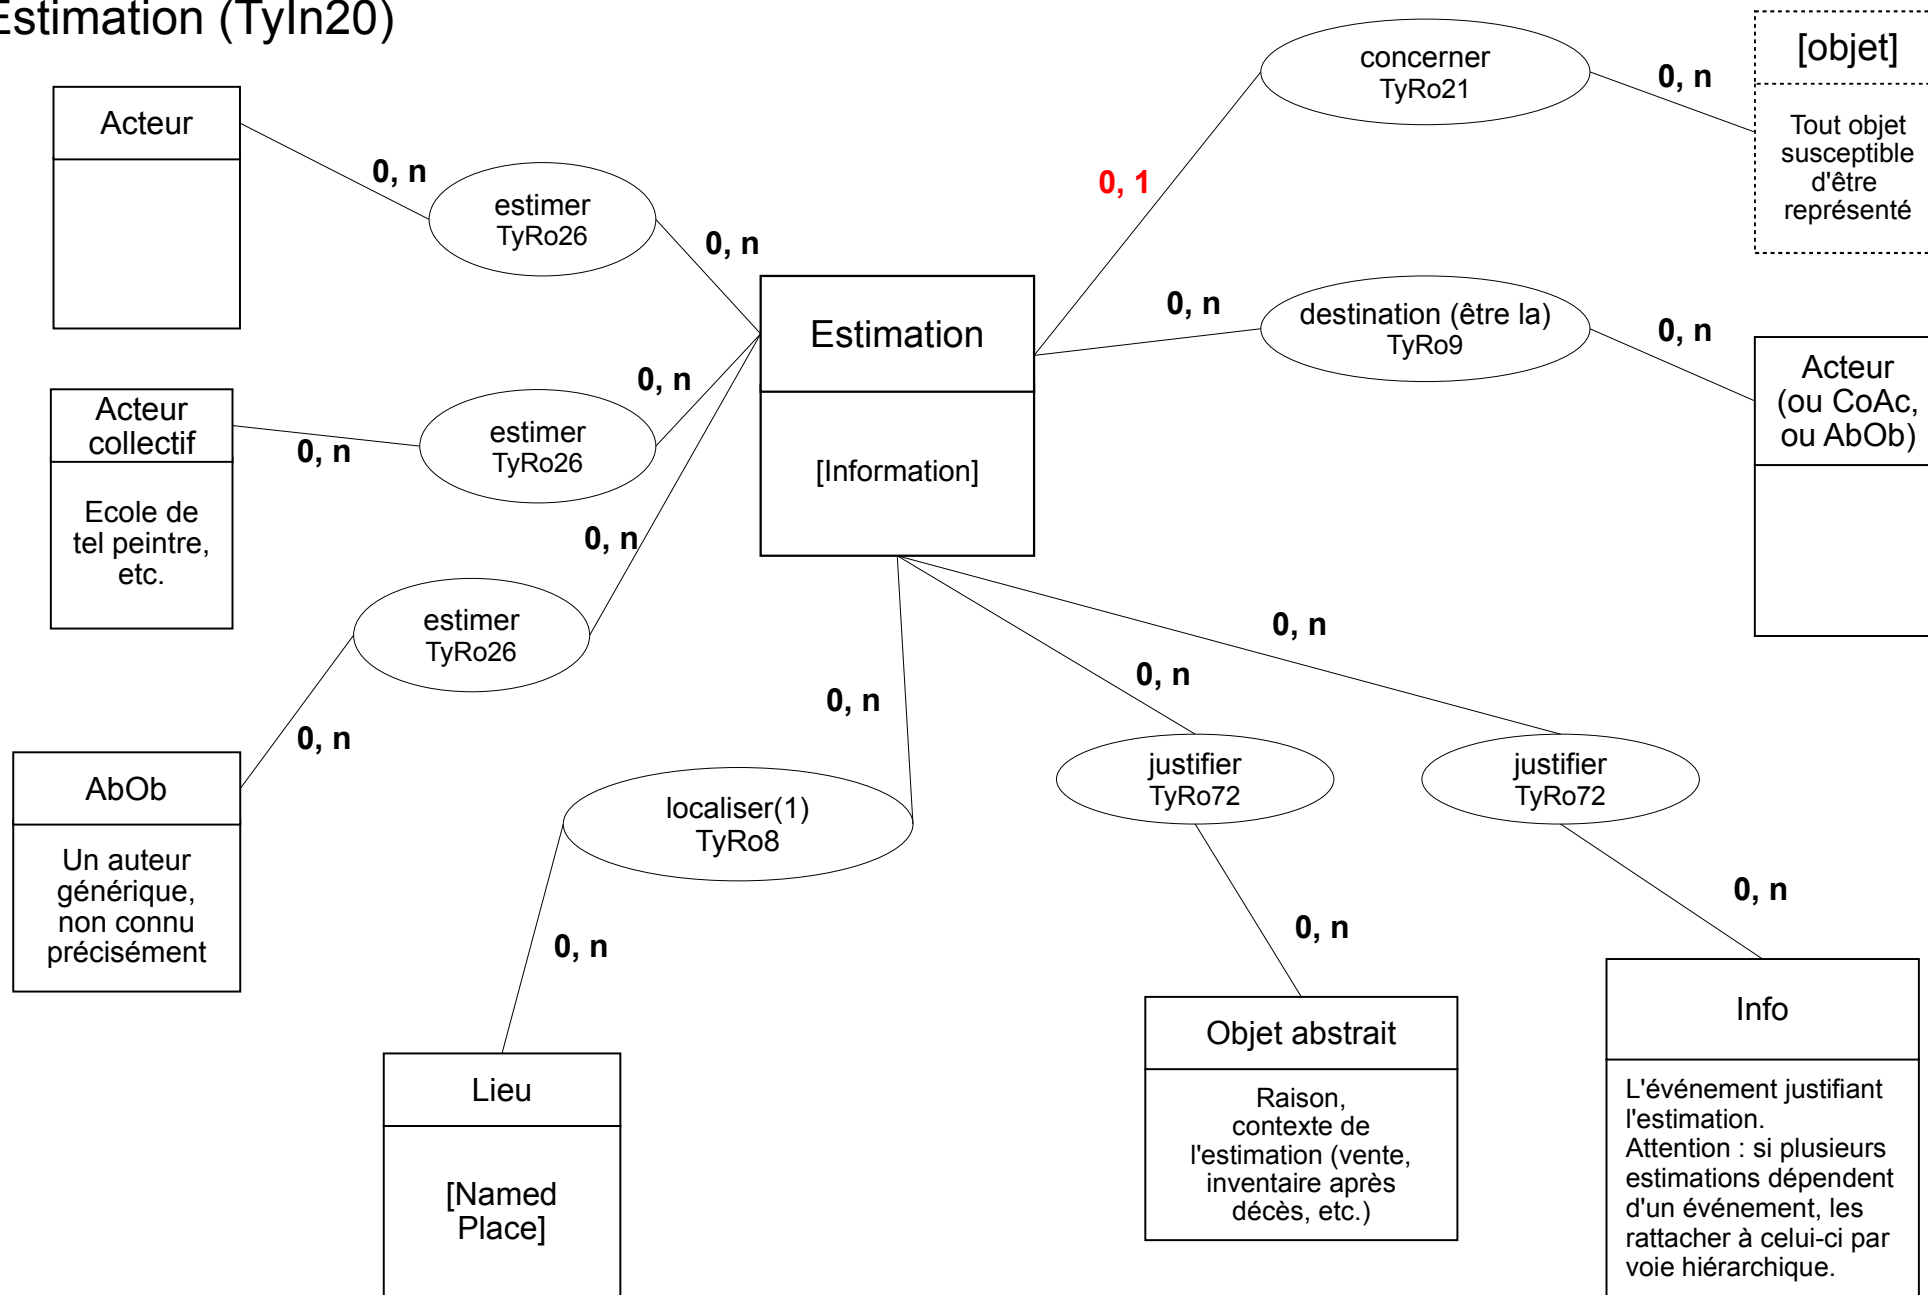 Estimation (TyIn20)
Acteur
0, n
estimer
TyRo26
0, n
concerner
TyRo21
0, n
0, 1
[objet]
Tout objet
susceptible
d'être
représenté
Acteur
collectif
Ecole de
tel peintre,
etc.
0, n
estimer
TyRo26
0, n
Estimation
[Information]
0, n
destination (être la)
TyRo9
0, n
Acteur
(ou CoAc,
ou AbOb)
AbOb
Un auteur
générique,
non connu
précisément
0, n
estimer
TyRo26
0, n
0, n
localiser(1)
TyRo8
0, n
Lieu
[Named
Place]
0, n
justifier
TyRo72
0, n
Objet abstrait
Raison,
contexte de
l'estimation (vente,
inventaire après
décès, etc.)
0, n
justifier
TyRo72
0, n
Info
L'événement justifiant
l'estimation.
Attention : si plusieurs
estimations dépendent
d'un événement, les
rattacher à celui-ci par
voie hiérarchique.